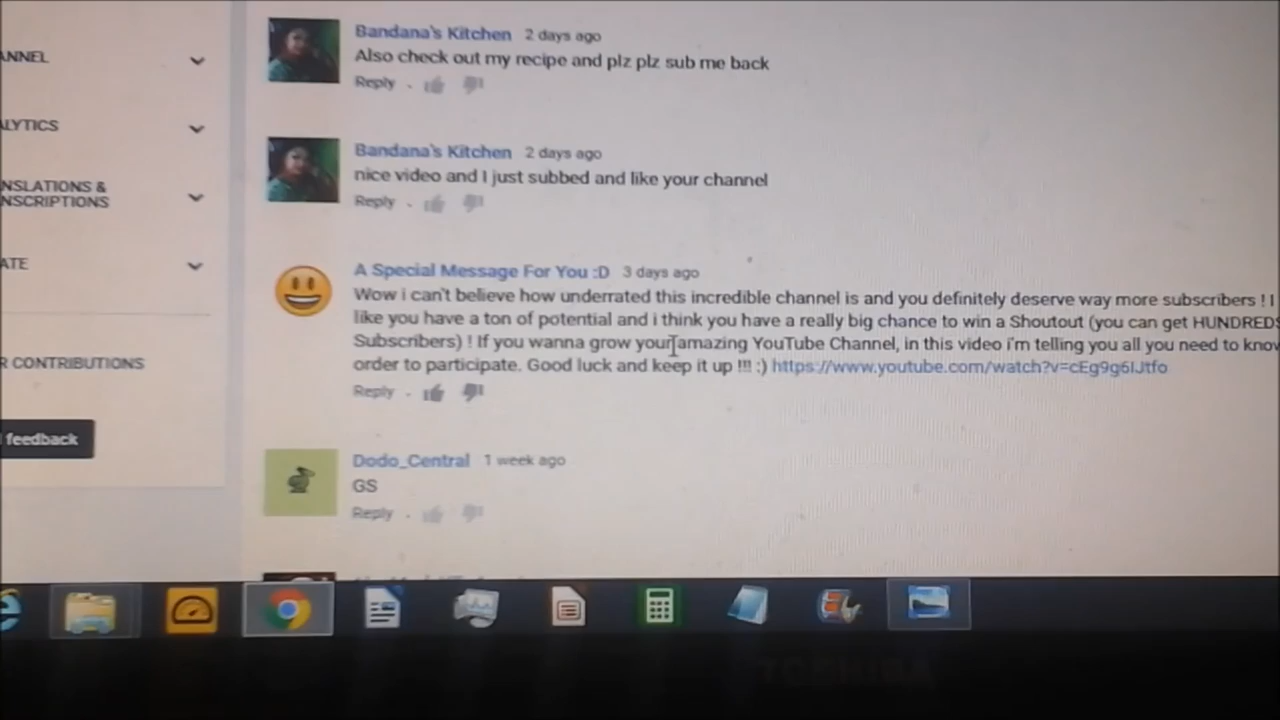 Bandana's Kitchen 2 days ago
Also check out my recipe and plz plz sub me back
Reply
ANNEL
LYTICS
Bandana's Kitchen 2 days ago
nice video and I just subbed and like your channel
Reply
NSLATIONS &
NSCRIPTIONS
ATE
A Special Message For You :D 3 days ago
Wow i can't believe how underrated this incredible channel is and you definitely deserve way more subscribers ! I
like you have a ton of potential and i think you have a really big chance to win a Shoutout (you can get HUNDREDS
Subscribers) ! If you wanna grow your amazing YouTube Channel, in this video i'm telling you all you need to know
order to participate. Good luck and keep it up !!! :) https://www.youtube.com/watch?v=cEg9g6IJtfo
Reply
R CONTRIBUTIONS
feedback
Dodo_Central 1 week ago
GS
Reply
TOSHIBA